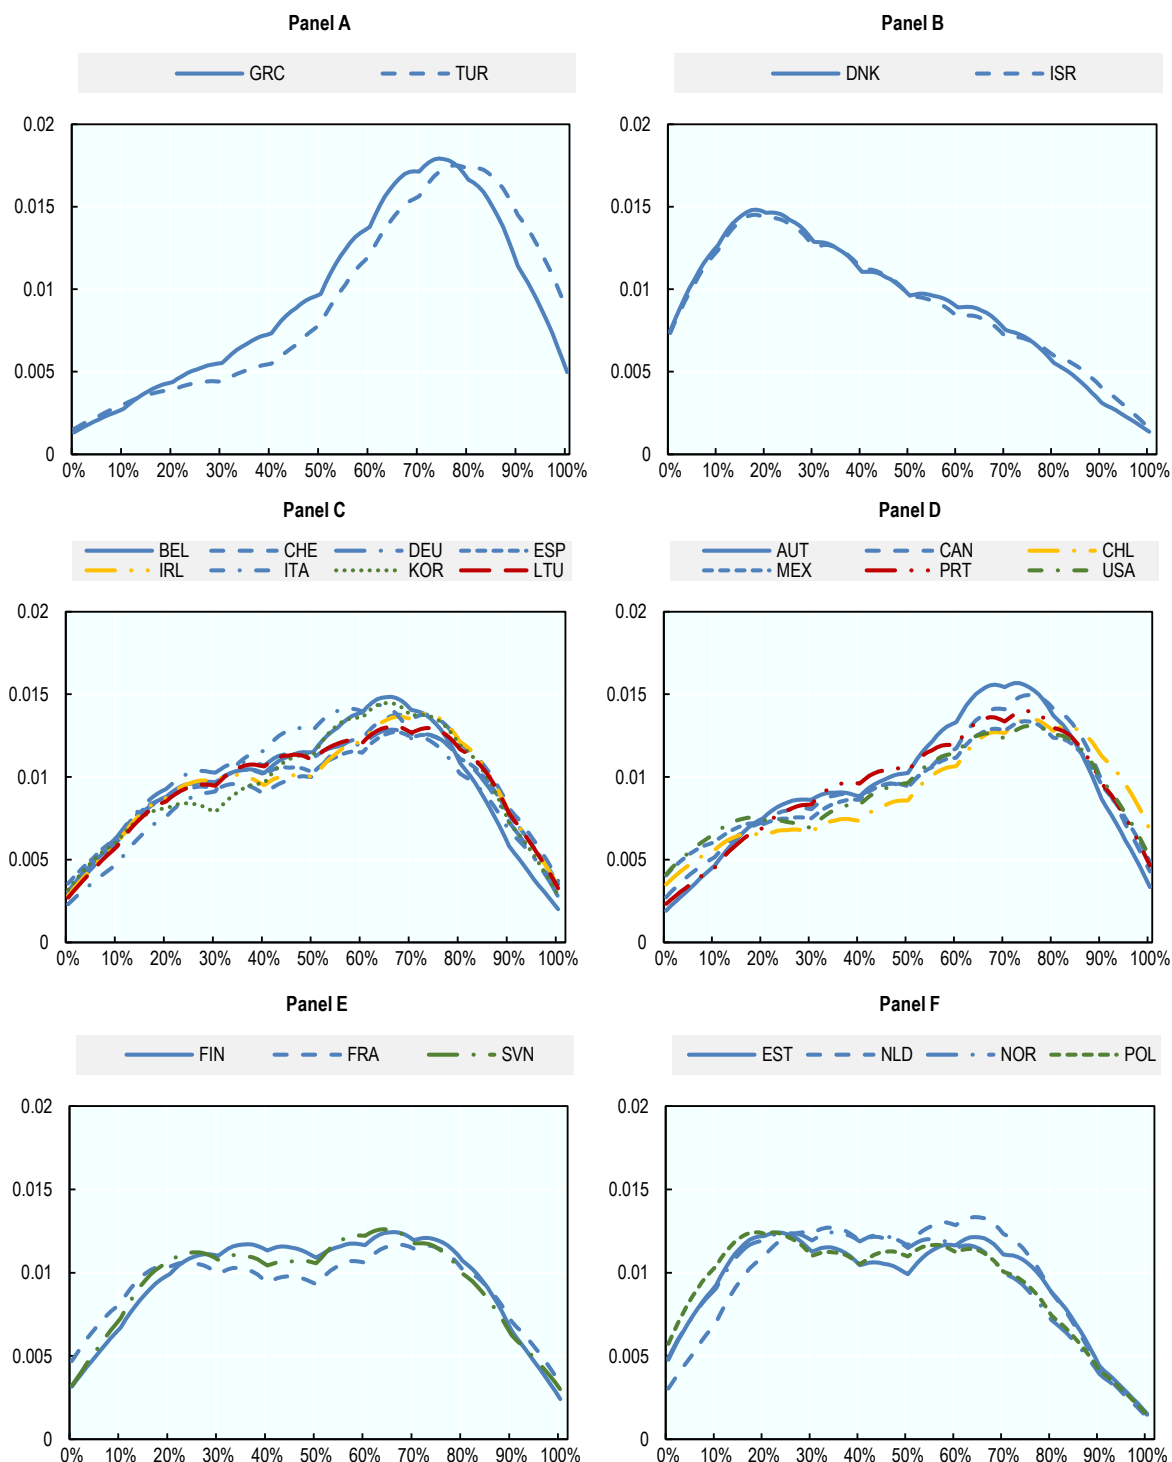 Panel A
GRC TUR
0.02
0.015
0.01
0.005
0
0% 10% 20% 30% 40% 50% 60% 70% 80% 90% 100%
Panel B
DNK ISR
0.02
0.015
0.01
0.005
0
0% 10% 20% 30% 40% 50% 60% 70% 80% 90% 100%
Panel C
BEL CHE DEU ESP
IRL ITA KOR LTU
0.02
0.015
0.01
0.005
0
0% 10% 20% 30% 40% 50% 60% 70% 80% 90% 100%
Panel D
AUT CAN CHL
MEX PRT USA
0.02
0.015
0.01
0.005
0
0% 10% 20% 30% 40% 50% 60% 70% 80% 90% 100%
Panel E
FIN FRA SVN
0.02
0.015
0.01
0.005
0
0% 10% 20% 30% 40% 50% 60% 70% 80% 90% 100%
Panel F
EST NLD NOR POL
0.02
0.015
0.01
0.005
0
0% 10% 20% 30% 40% 50% 60% 70% 80% 90% 100%